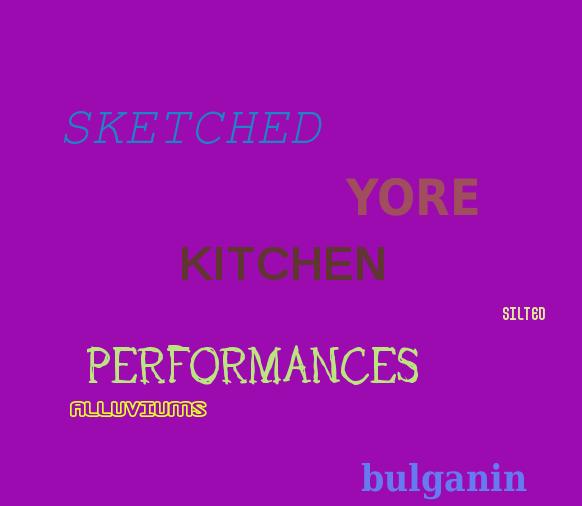 SKETCHED
YORE
KITCHEN
SILTED
PERFORMANCES
ALLUVIUMS
bulganin